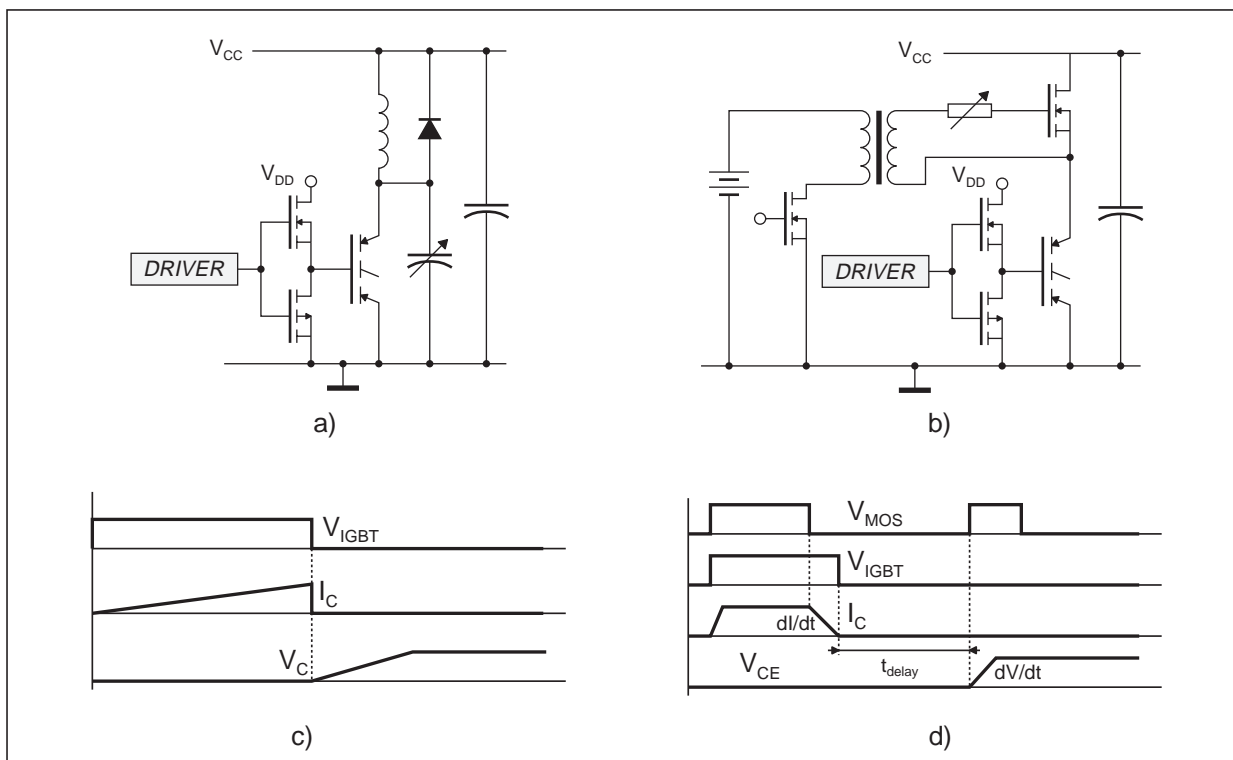 V_CC
V_DD
DRIVER
a)
V_CC
V_DD
DRIVER
b)
V_IGBT
I_C
V_C
c)
V_MOS
V_IGBT
dI/dt
I_C
V_CE
t_delay
dV/dt
d)